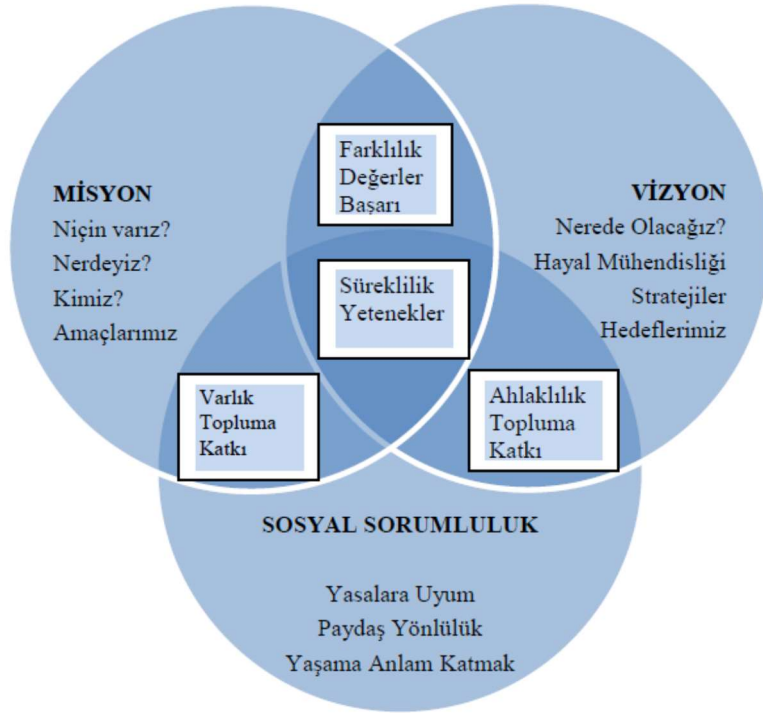 Farklılık
Değerler
Başarı
MİSYON
Niçin varız?
Nerdeyiz?
Kimiz?
Amaçlarımız
VİZYON
Nerede Olacağız?
Hayal Mühendisliği
Stratejiler
Hedeflerimiz
Süreklilik
Yetenekler
Varlık
Topluma
Katkı
Ahlaklılık
Topluma
Katkı
SOSYAL SORUMLULUK
Yasalara Uyum
Paydaş Yönlülük
Yaşama Anlam Katmak